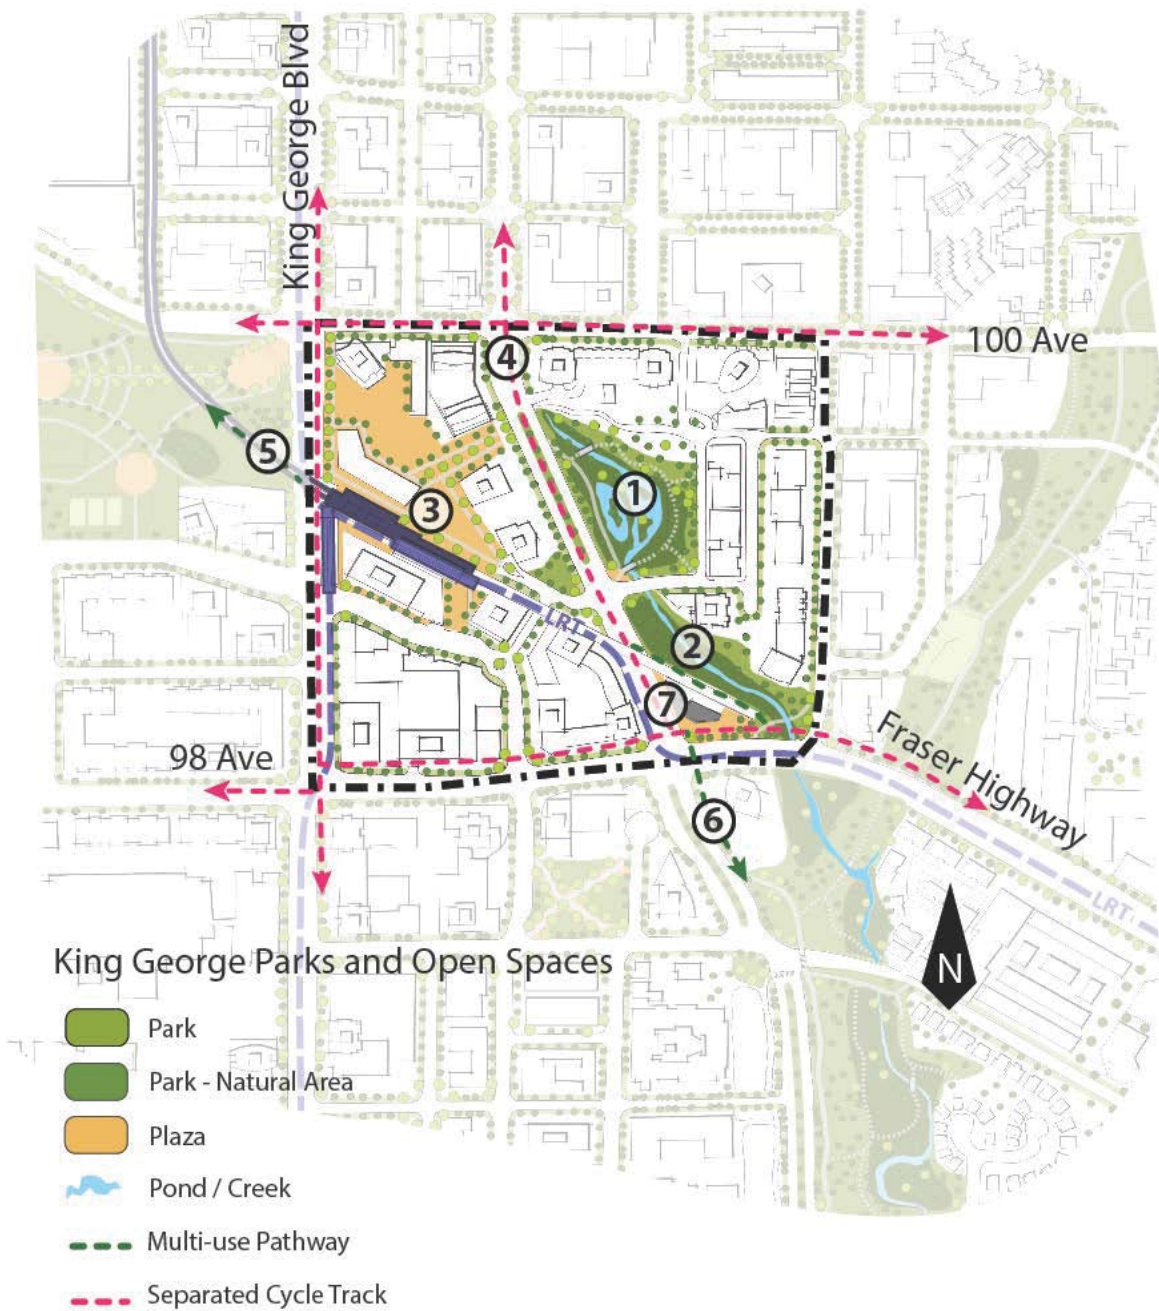 King George Blvd
100 Ave
4
5
1
3
LRT
2
7
98 Ave
Fraser Highway
6
LRT
N
King George Parks and Open Spaces
Park
Park - Natural Area
Plaza
Pond / Creek
Multi-use Pathway
Separated Cycle Track